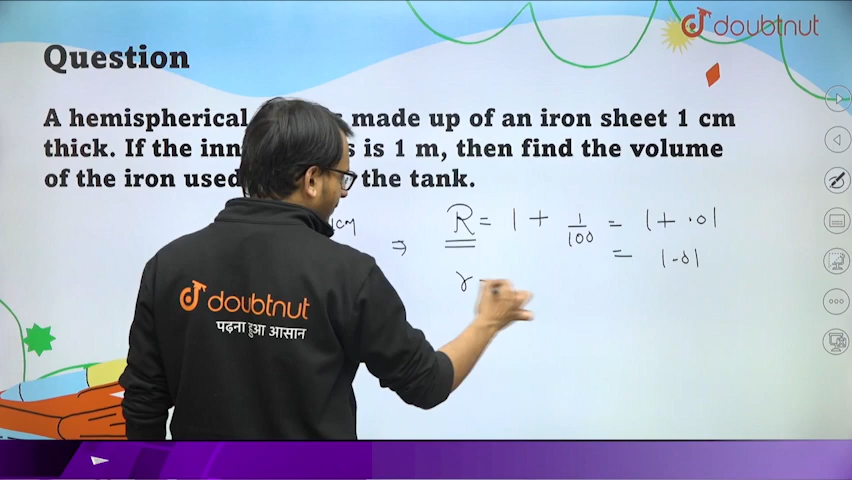 doubtnut
Question
A hemispherical made up of an iron sheet 1 cm
thick. If the inn s is 1 m, then find the volume
of the iron used the tank.
1cm
⇒ R = 1 + 1/100 = 1 + .01
= 1.01
r =
doubtnut
पढ़ना हुआ आसान